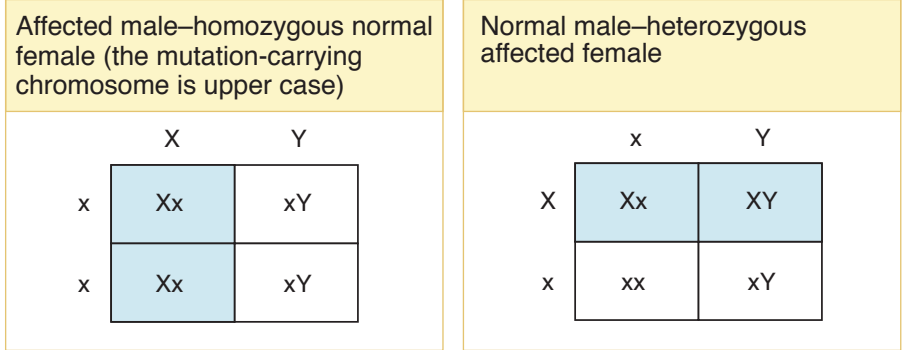 Affected male–homozygous normal
female (the mutation-carrying
chromosome is upper case)
X Y
x Xx xY
x Xx xY
Normal male–heterozygous
affected female
x Y
X Xx XY
x xx xY